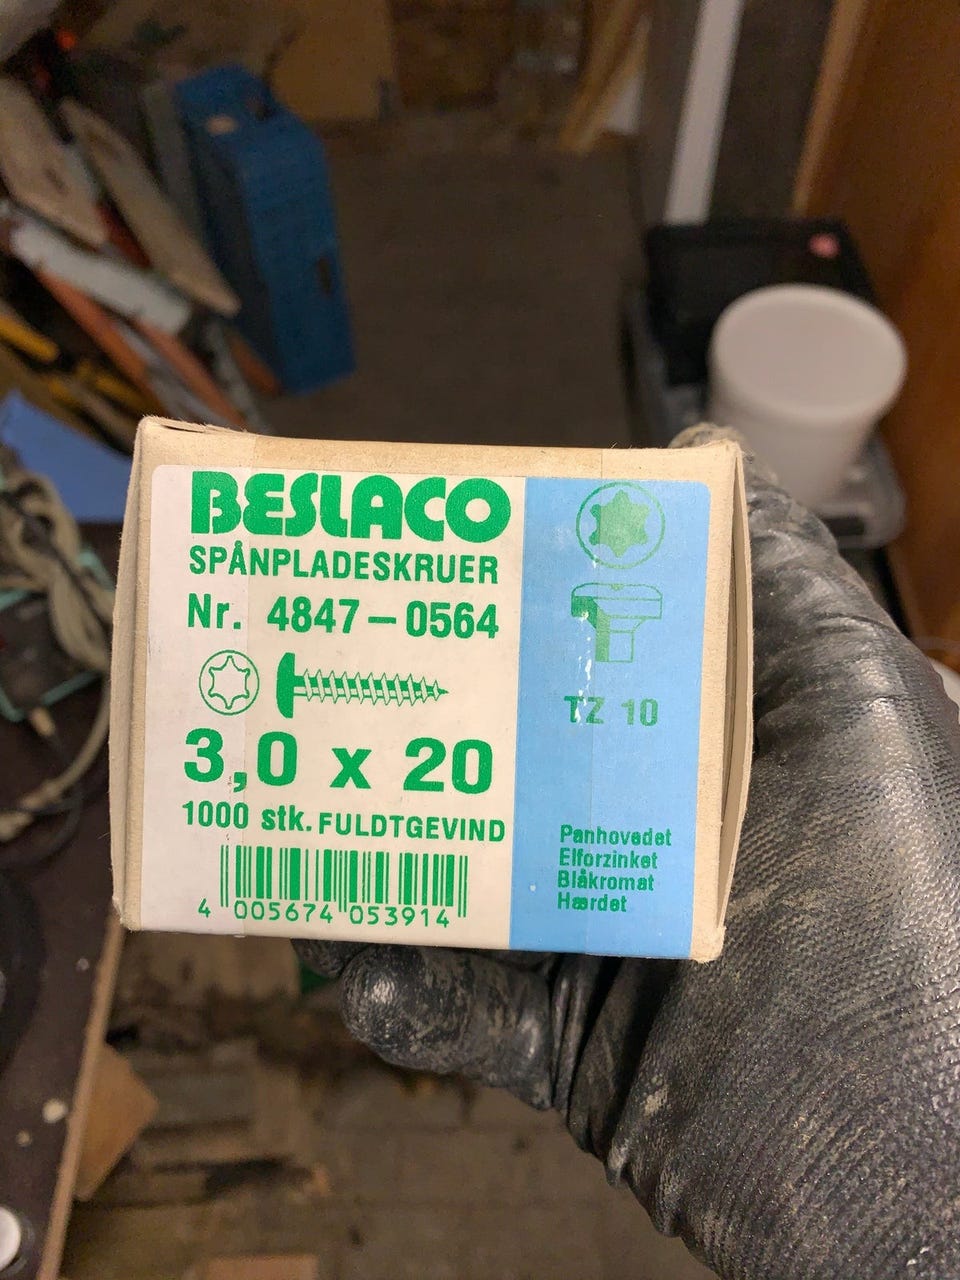 BESLACO
SPÅNPLADESKRUER
Nr. 4847-0564
3,0 x 20
1000 stk. FULDTGEVIND
4 005674 053914
TZ 10
Panhovedet
Elforzinket
Blåkromat
Hærdet